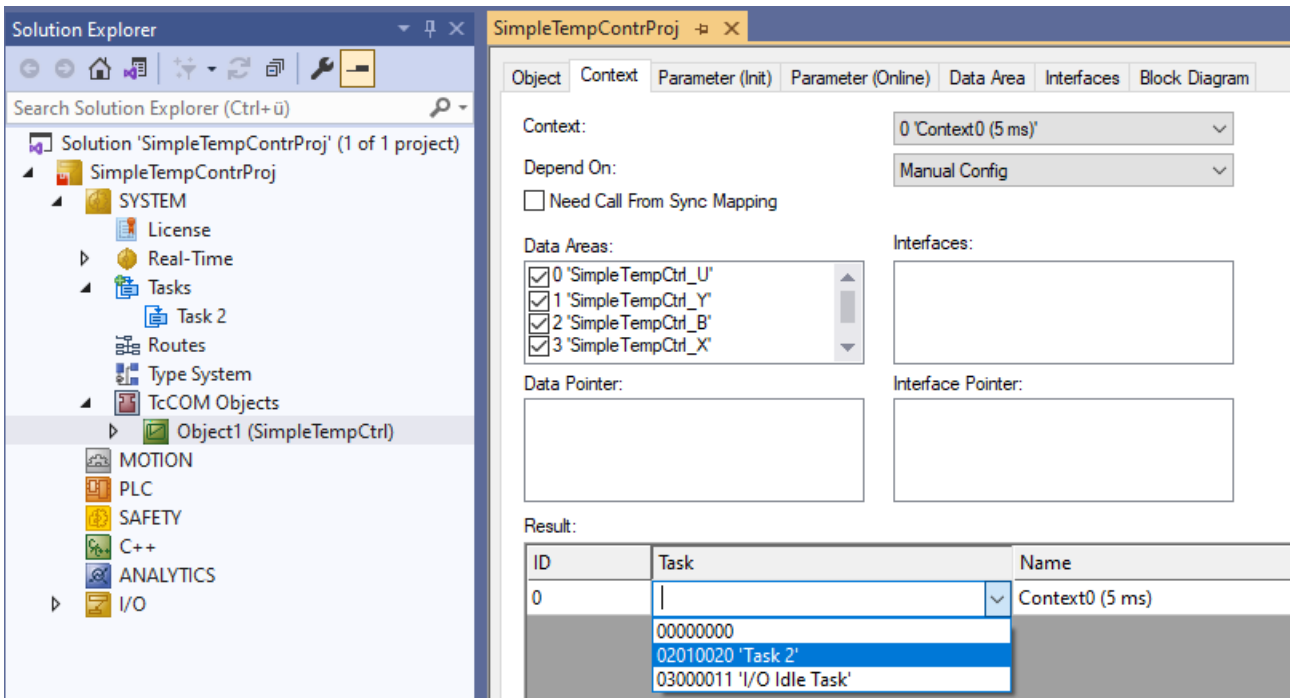 Solution Explorer
Search Solution Explorer (Ctrl+ü)
Solution 'SimpleTempContrProj' (1 of 1 project)
SimpleTempContrProj
SYSTEM
License
Real-Time
Tasks
Task 2
Routes
Type System
TcCOM Objects
Object1 (SimpleTempCtrl)
MOTION
PLC
SAFETY
C++
ANALYTICS
I/O
SimpleTempContrProj
Object Context Parameter (Init) Parameter (Online) Data Area Interfaces Block Diagram
Context: 0 'Context0 (5 ms)'
Depend On: Manual Config
Need Call From Sync Mapping
Data Areas: Interfaces:
0 'SimpleTempCtrl_U'
1 'SimpleTempCtrl_Y'
2 'SimpleTempCtrl_B'
3 'SimpleTempCtrl_X'
Data Pointer: Interface Pointer:
Result:
ID Task Name
0 Context0 (5 ms)
00000000
02010020 'Task 2'
03000011 'I/O Idle Task'